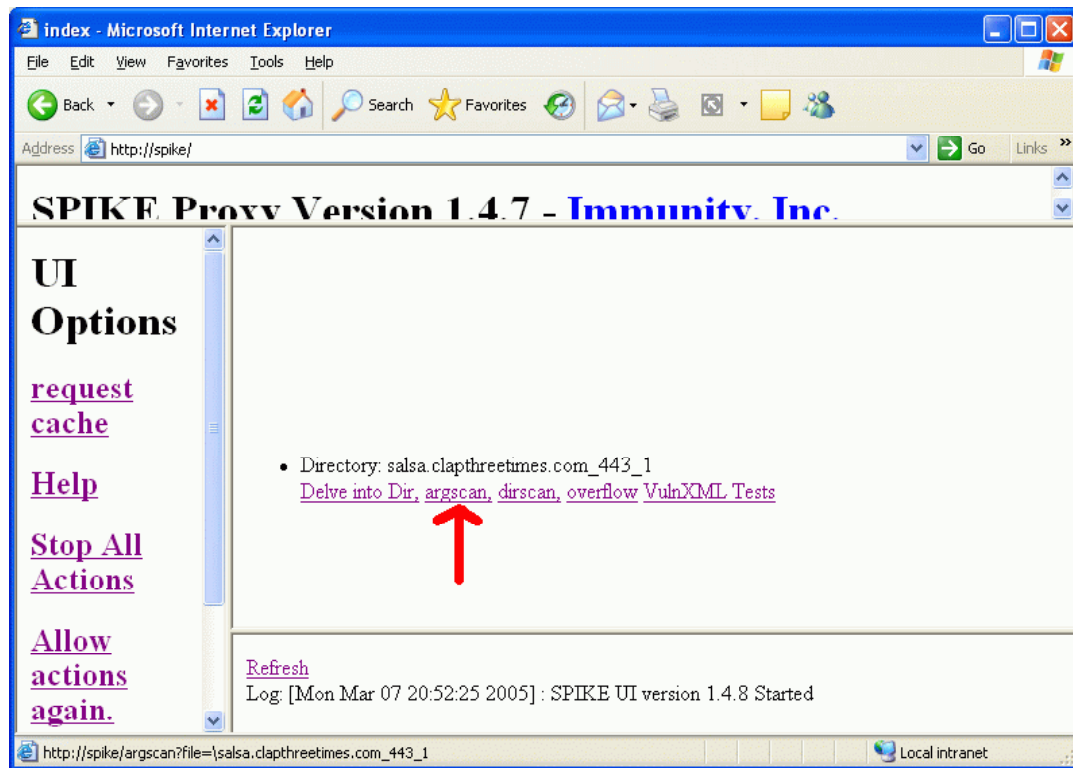 index - Microsoft Internet Explorer
File Edit View Favorites Tools Help
Back Search Favorites
Address http://spike/ Go Links »
SPIKE Proxy Version 1.4.7 - Immunity, Inc.
UI
Options
request
cache
Help
Stop All
Actions
Allow
actions
again.
Directory: salsa.clapthreetimes.com_443_1
Delve into Dir, argscan, dirscan, overflow VulnXML Tests
Refresh
Log: [Mon Mar 07 20:52:25 2005] : SPIKE UI version 1.4.8 Started
http://spike/argscan?file=\salsa.clapthreetimes.com_443_1 Local intranet